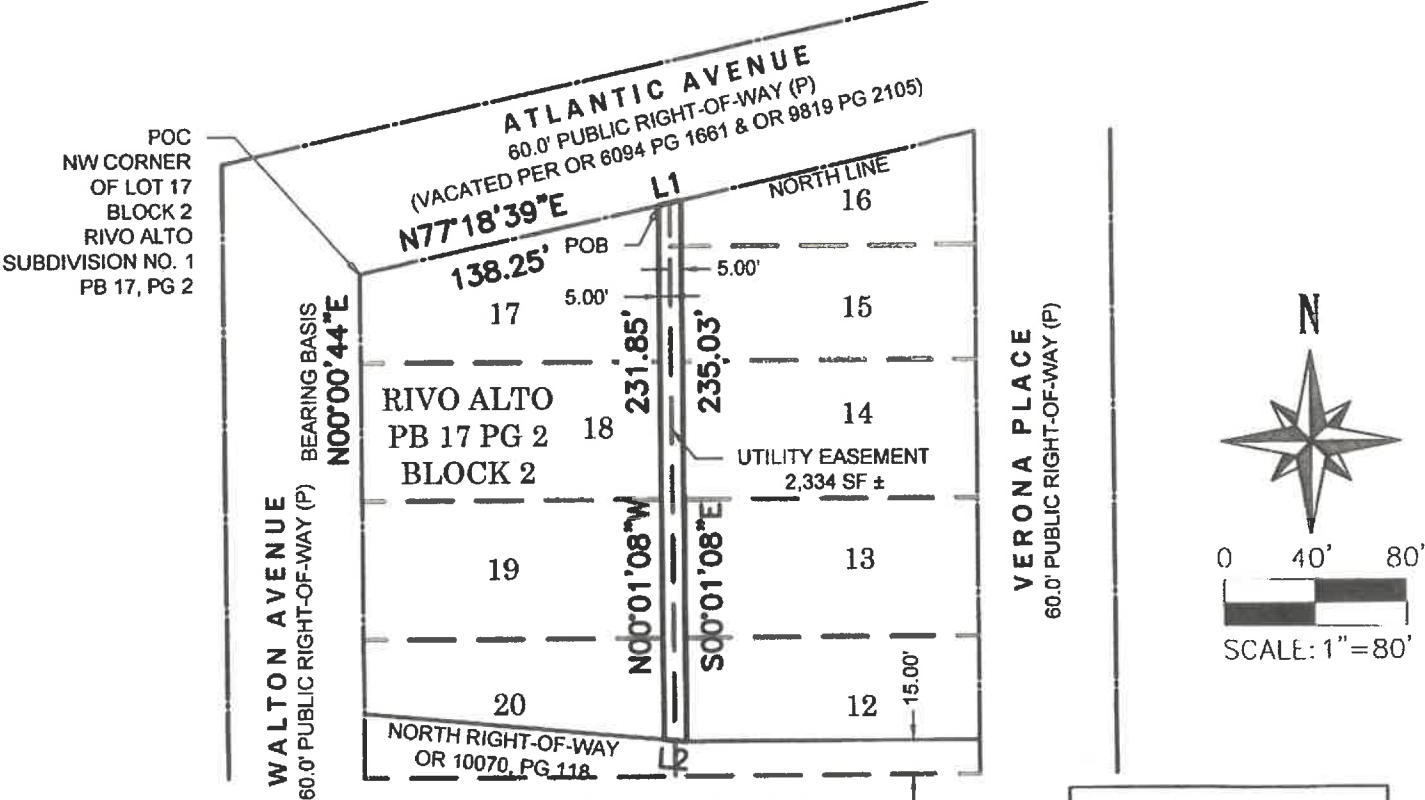 ATLANTIC AVENUE
60.0' PUBLIC RIGHT-OF-WAY (P)
(VACATED PER OR 6094 PG 1661 & OR 9819 PG 2105)
POC
NW CORNER
OF LOT 17
BLOCK 2
RIVO ALTO
SUBDIVISION NO. 1
PB 17, PG 2
N77°18'39"E
138.25'
L1
POB
NORTH LINE
16
5.00'
5.00'
17
15
BEARING BASIS
N00°00'44"E
231.85'
235.03'
RIVO ALTO
PB 17 PG 2
BLOCK 2
18
14
UTILITY EASEMENT
2,334 SF ±
N00°01'08"W
S00°01'08"E
19
13
20
12
15.00'
NORTH RIGHT-OF-WAY
OR 10070, PG 118
L2
WALTON AVENUE
60.0' PUBLIC RIGHT-OF-WAY (P)
VERONA PLACE
60.0' PUBLIC RIGHT-OF-WAY (P)
N
0 40' 80'
SCALE: 1"=80'